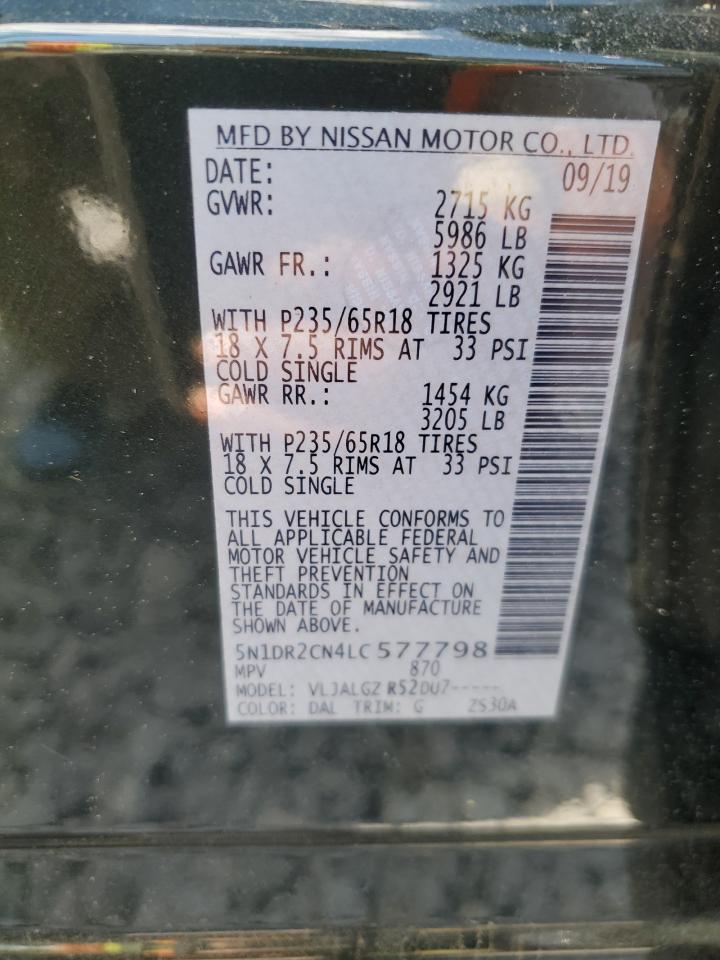 MFD BY NISSAN MOTOR CO., LTD.
DATE: 09/19
GVWR: 2715 KG
5986 LB
GAWR FR.: 1325 KG
2921 LB
WITH P235/65R18 TIRES
18 X 7.5 RIMS AT 33 PSI
COLD SINGLE
GAWR RR.: 1454 KG
3205 LB
WITH P235/65R18 TIRES
18 X 7.5 RIMS AT 33 PSI
COLD SINGLE
THIS VEHICLE CONFORMS TO
ALL APPLICABLE FEDERAL
MOTOR VEHICLE SAFETY AND
THEFT PREVENTION
STANDARDS IN EFFECT ON
THE DATE OF MANUFACTURE
SHOWN ABOVE.
5N1DR2CN4LC577798
MPV 870
MODEL: VLJALGZ R52DU7-----
COLOR: DAL TRIM: G ZS30A